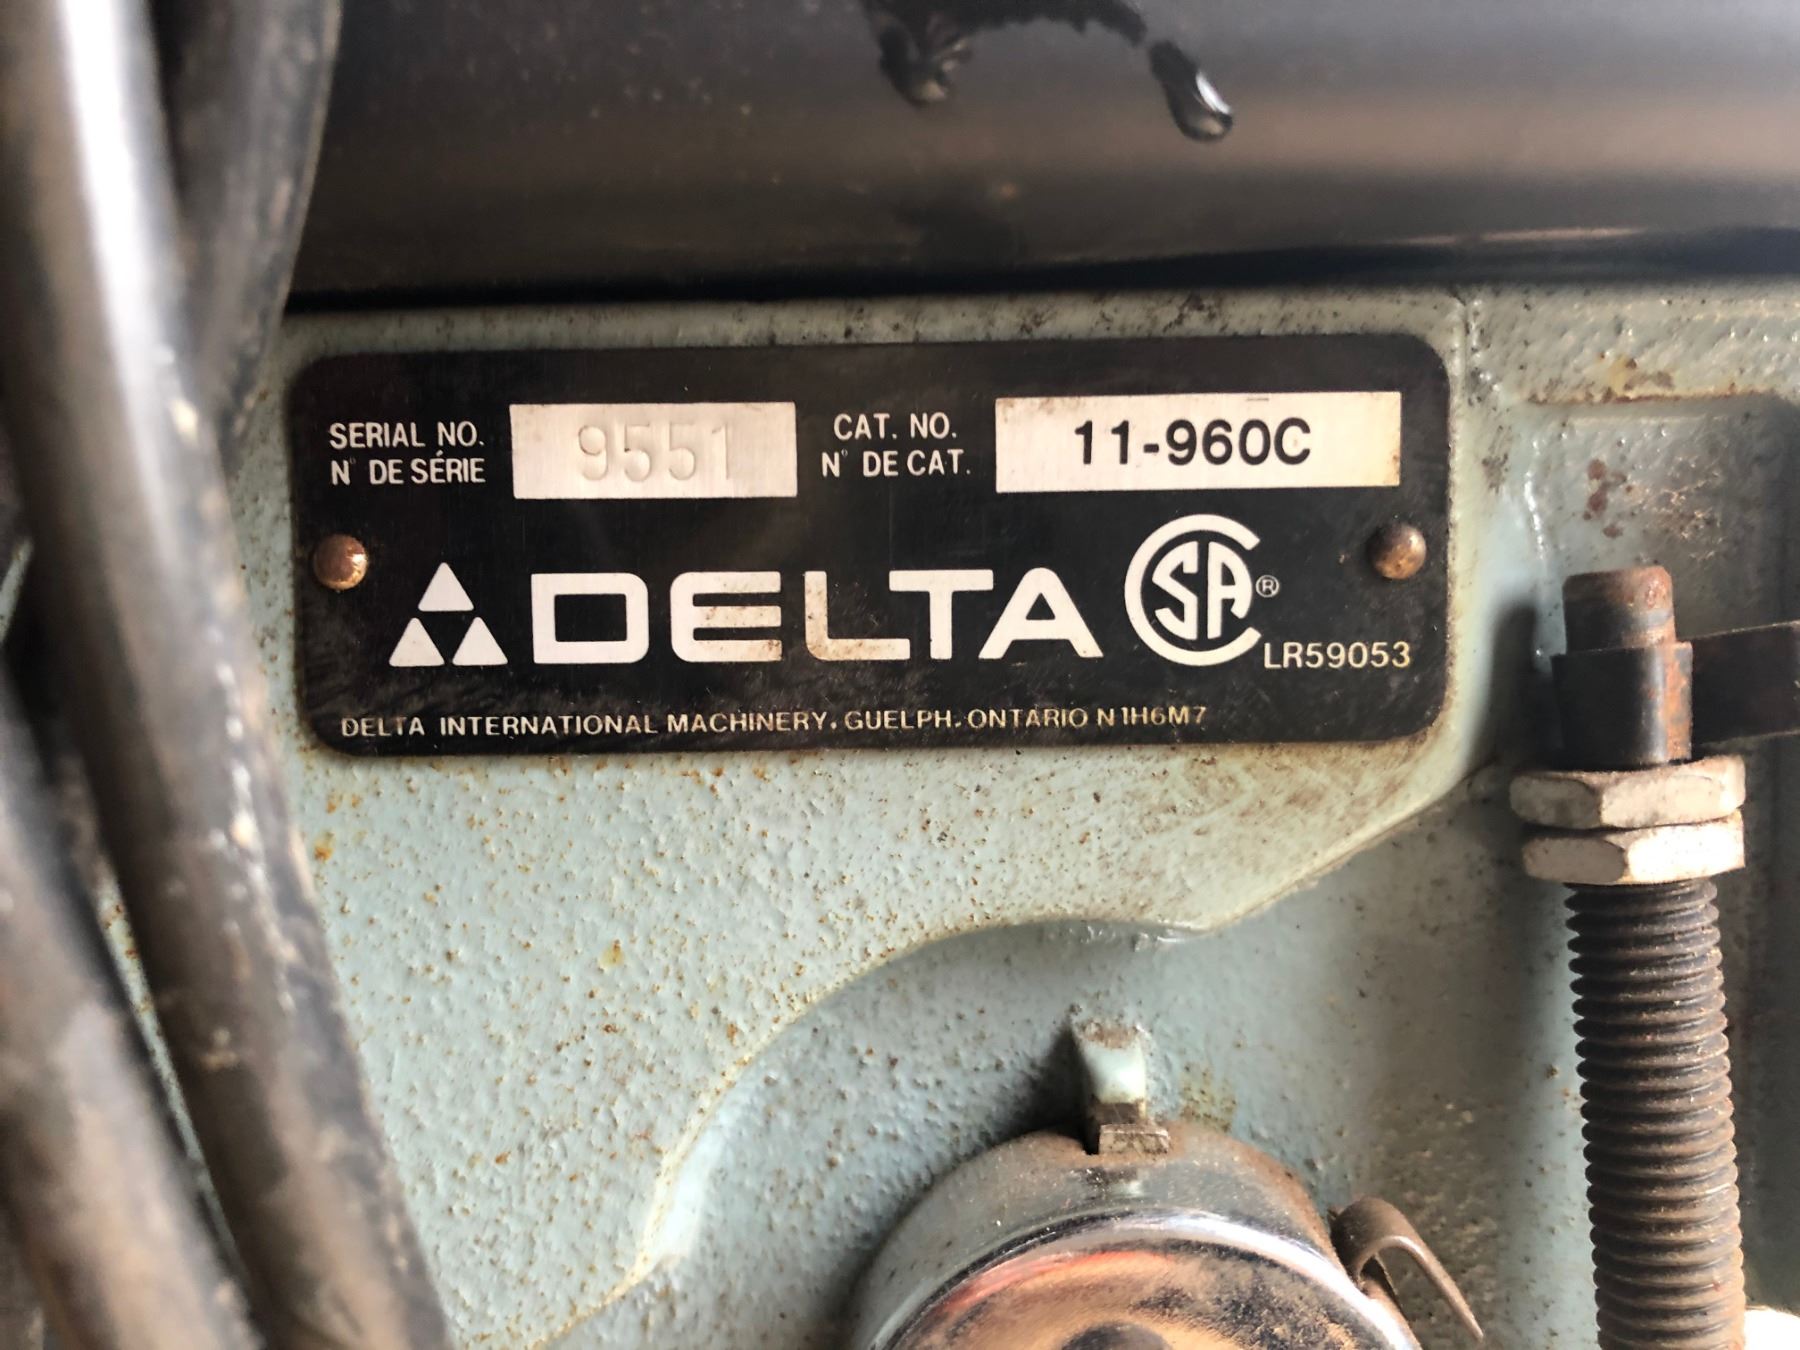 SERIAL NO.
N° DE SÉRIE
9551
CAT. NO.
N° DE CAT.
11-960C
DELTA
CSA®
LR59053
DELTA INTERNATIONAL MACHINERY, GUELPH, ONTARIO N1H6M7